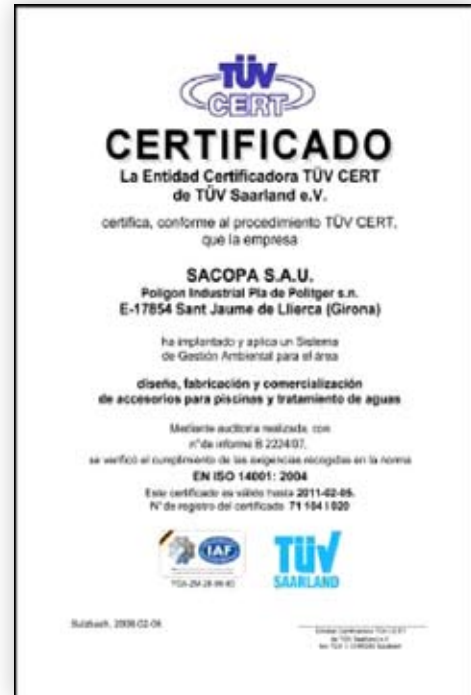 TÜV
CERT
CERTIFICADO
La Entidad Certificadora TÜV CERT
de TÜV Saarland e.V.
certifica, conforme al procedimiento TÜV CERT,
que la empresa
SACOPA S.A.U.
Poligon Industrial Pla de Politger s.n.
E-17854 Sant Jaume de Llierca (Girona)
ha implantado y aplica un Sistema
de Gestión Ambiental para el área
diseño, fabricación y comercialización
de accesorios para piscinas y tratamiento de aguas
Mediante auditoría realizada, con
n° de informe B 2224/07,
se verificó el cumplimiento de las exigencias recogidas en la norma
EN ISO 14001: 2004
Este certificado es válido hasta 2011-02-05.
N° de registro del certificado 71 104 I 020
IAF
TÜV
SAARLAND
Sulzbach,